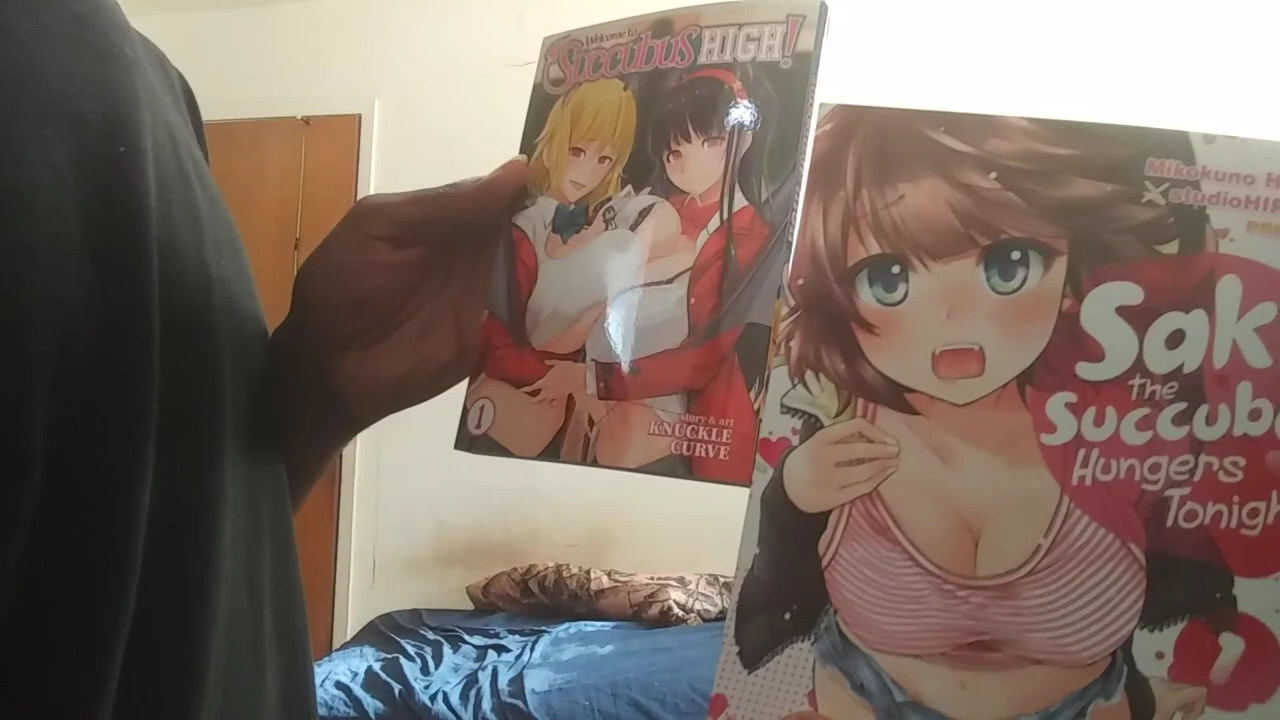 Welcome to
Succubus HIGH!
1
story & art
KNUCKLE
CURVE
Mikokuno H
×studioHIP
Sak
the
Succub
Hungers
Tonigh
1